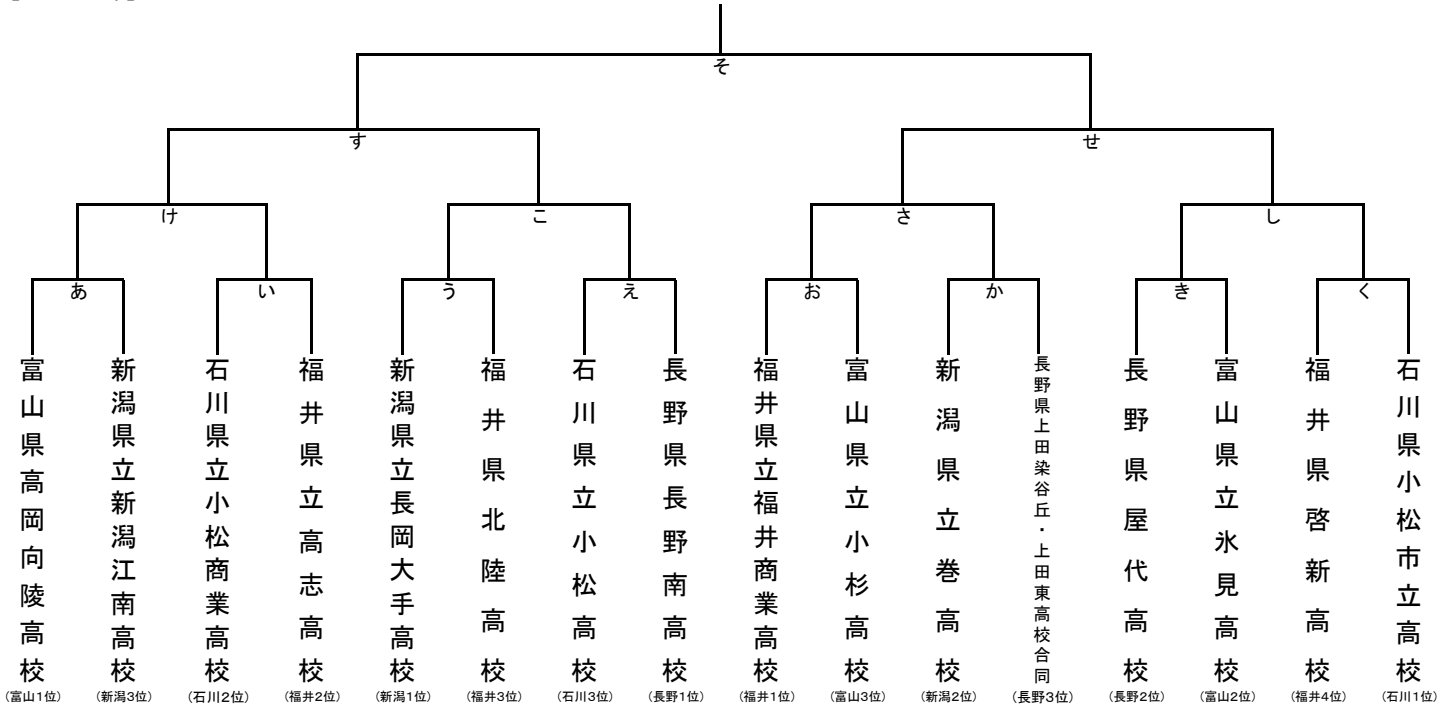 そ
す
せ
け
こ
さ
し
あ
い
う
え
お
か
き
く
富山県高岡向陵高校
(富山1位)
新潟県立新潟江南高校
(新潟3位)
石川県立小松商業高校
(石川2位)
福井県立高志高校
(福井2位)
新潟県立長岡大手高校
(新潟1位)
福井県北陸高校
(福井3位)
石川県立小松高校
(石川3位)
長野県長野南高校
(長野1位)
福井県立福井商業高校
(福井1位)
富山県立小杉高校
(富山3位)
新潟県立巻高校
(新潟2位)
長野県上田染谷丘・上田東高校合同
(長野3位)
長野県屋代高校
(長野2位)
富山県立氷見高校
(富山2位)
福井県啓新高校
(福井4位)
石川県小松市立高校
(石川1位)